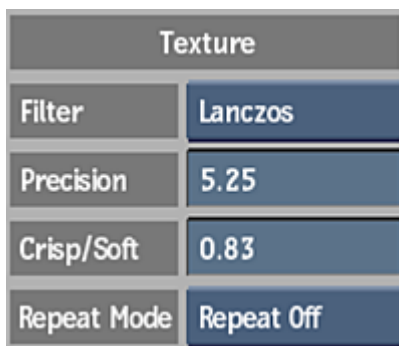 Texture
Filter Lanczos
Precision 5.25
Crisp/Soft 0.83
Repeat Mode Repeat Off